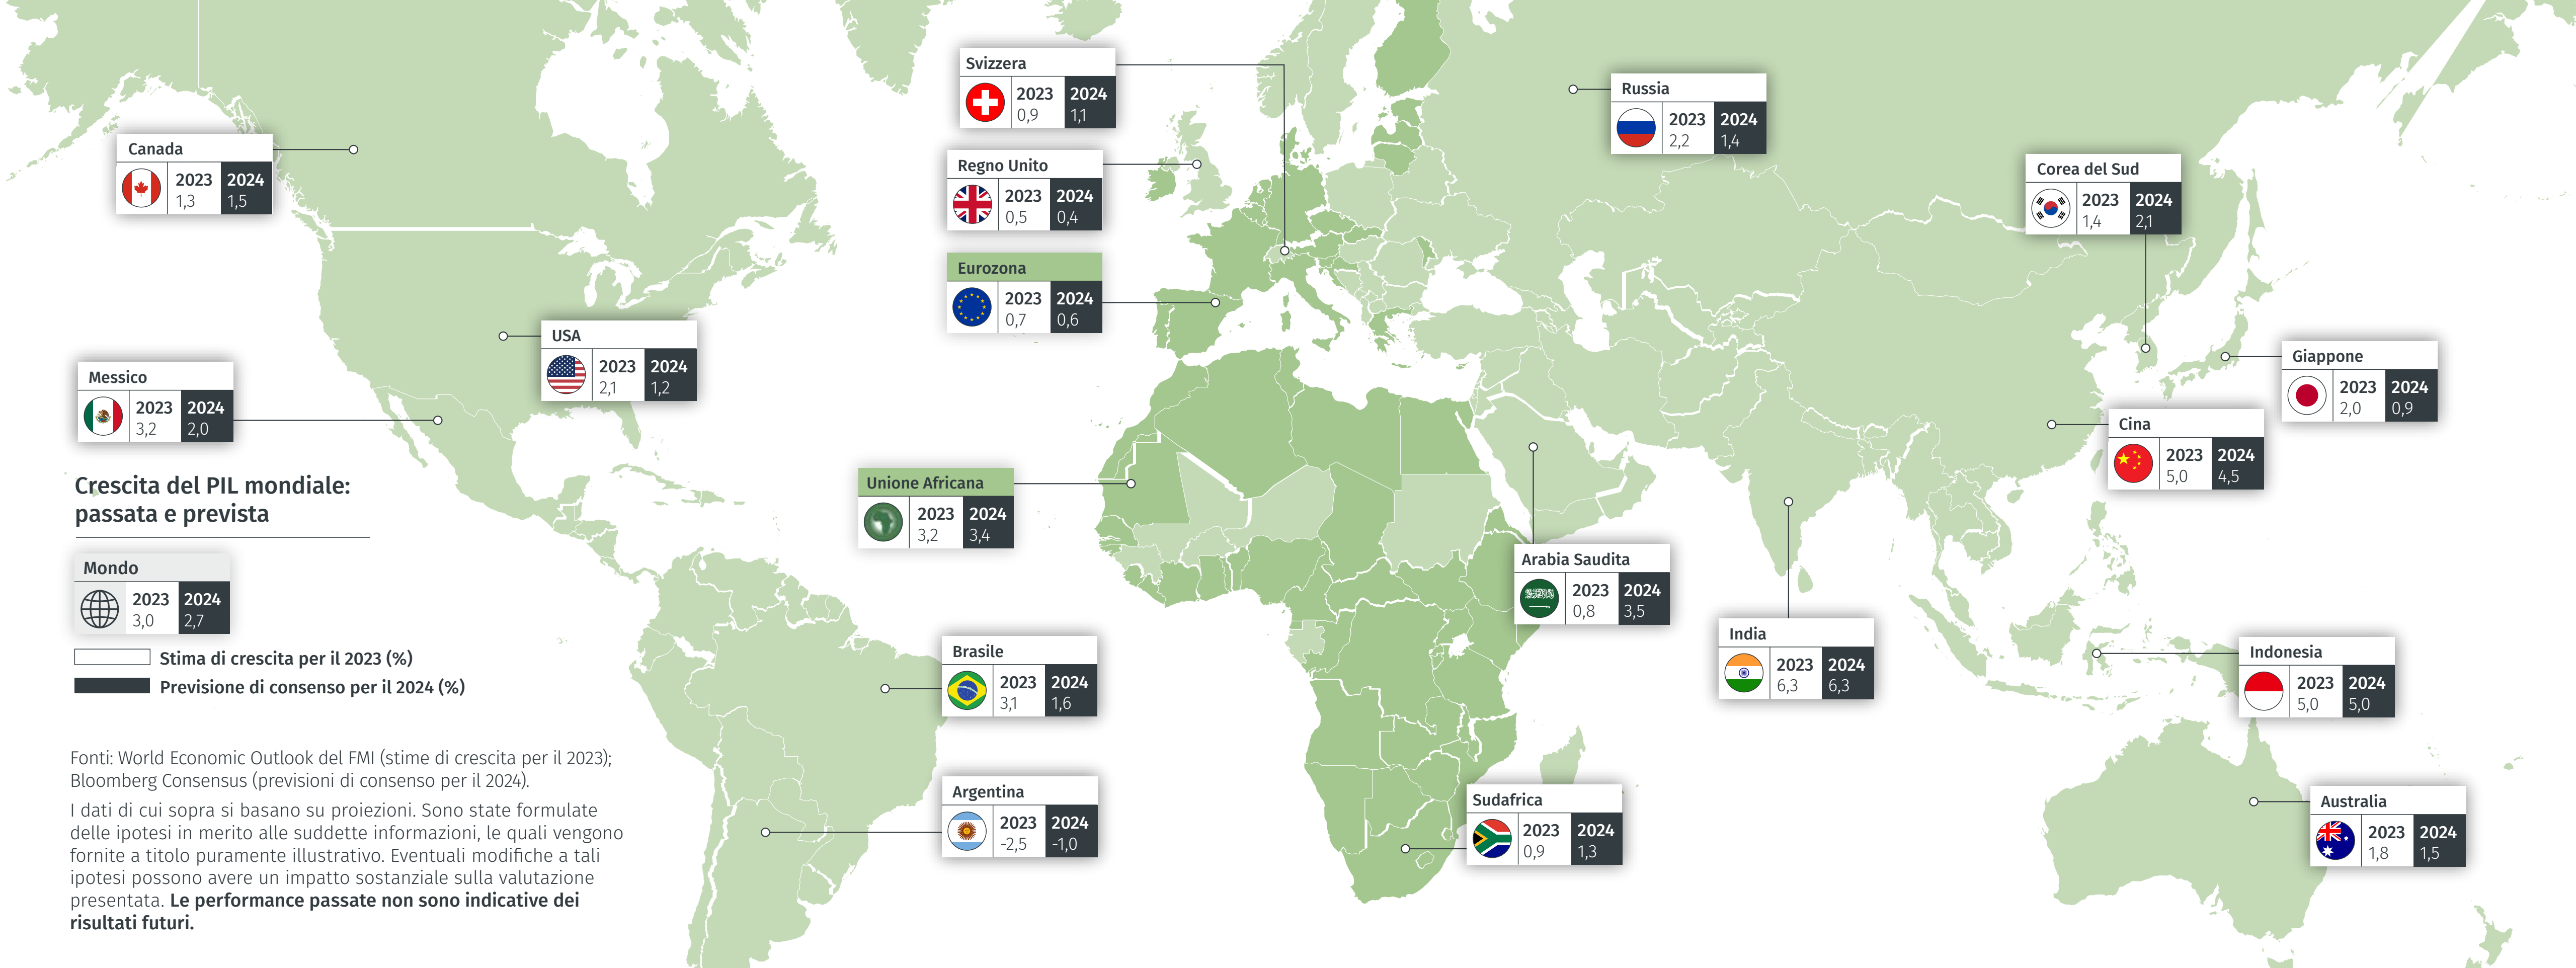 Svizzera
2023 2024
0,9 1,1
Russia
2023 2024
2,2 1,4
Canada
2023 2024
1,3 1,5
Regno Unito
2023 2024
0,5 0,4
Corea del Sud
2023 2024
1,4 2,1
Eurozona
2023 2024
0,7 0,6
USA
2023 2024
2,1 1,2
Giappone
2023 2024
2,0 0,9
Messico
2023 2024
3,2 2,0
Cina
2023 2024
5,0 4,5
Unione Africana
2023 2024
3,2 3,4
Crescita del PIL mondiale:
passata e prevista
Mondo
2023 2024
3,0 2,7
Stima di crescita per il 2023 (%)
Previsione di consenso per il 2024 (%)
Arabia Saudita
2023 2024
0,8 3,5
India
2023 2024
6,3 6,3
Brasile
2023 2024
3,1 1,6
Indonesia
2023 2024
5,0 5,0
Argentina
2023 2024
-2,5 -1,0
Sudafrica
2023 2024
0,9 1,3
Australia
2023 2024
1,8 1,5
Fonti: World Economic Outlook del FMI (stime di crescita per il 2023);
Bloomberg Consensus (previsioni di consenso per il 2024).
I dati di cui sopra si basano su proiezioni. Sono state formulate
delle ipotesi in merito alle suddette informazioni, le quali vengono
fornite a titolo puramente illustrativo. Eventuali modifiche a tali
ipotesi possono avere un impatto sostanziale sulla valutazione
presentata. Le performance passate non sono indicative dei
risultati futuri.